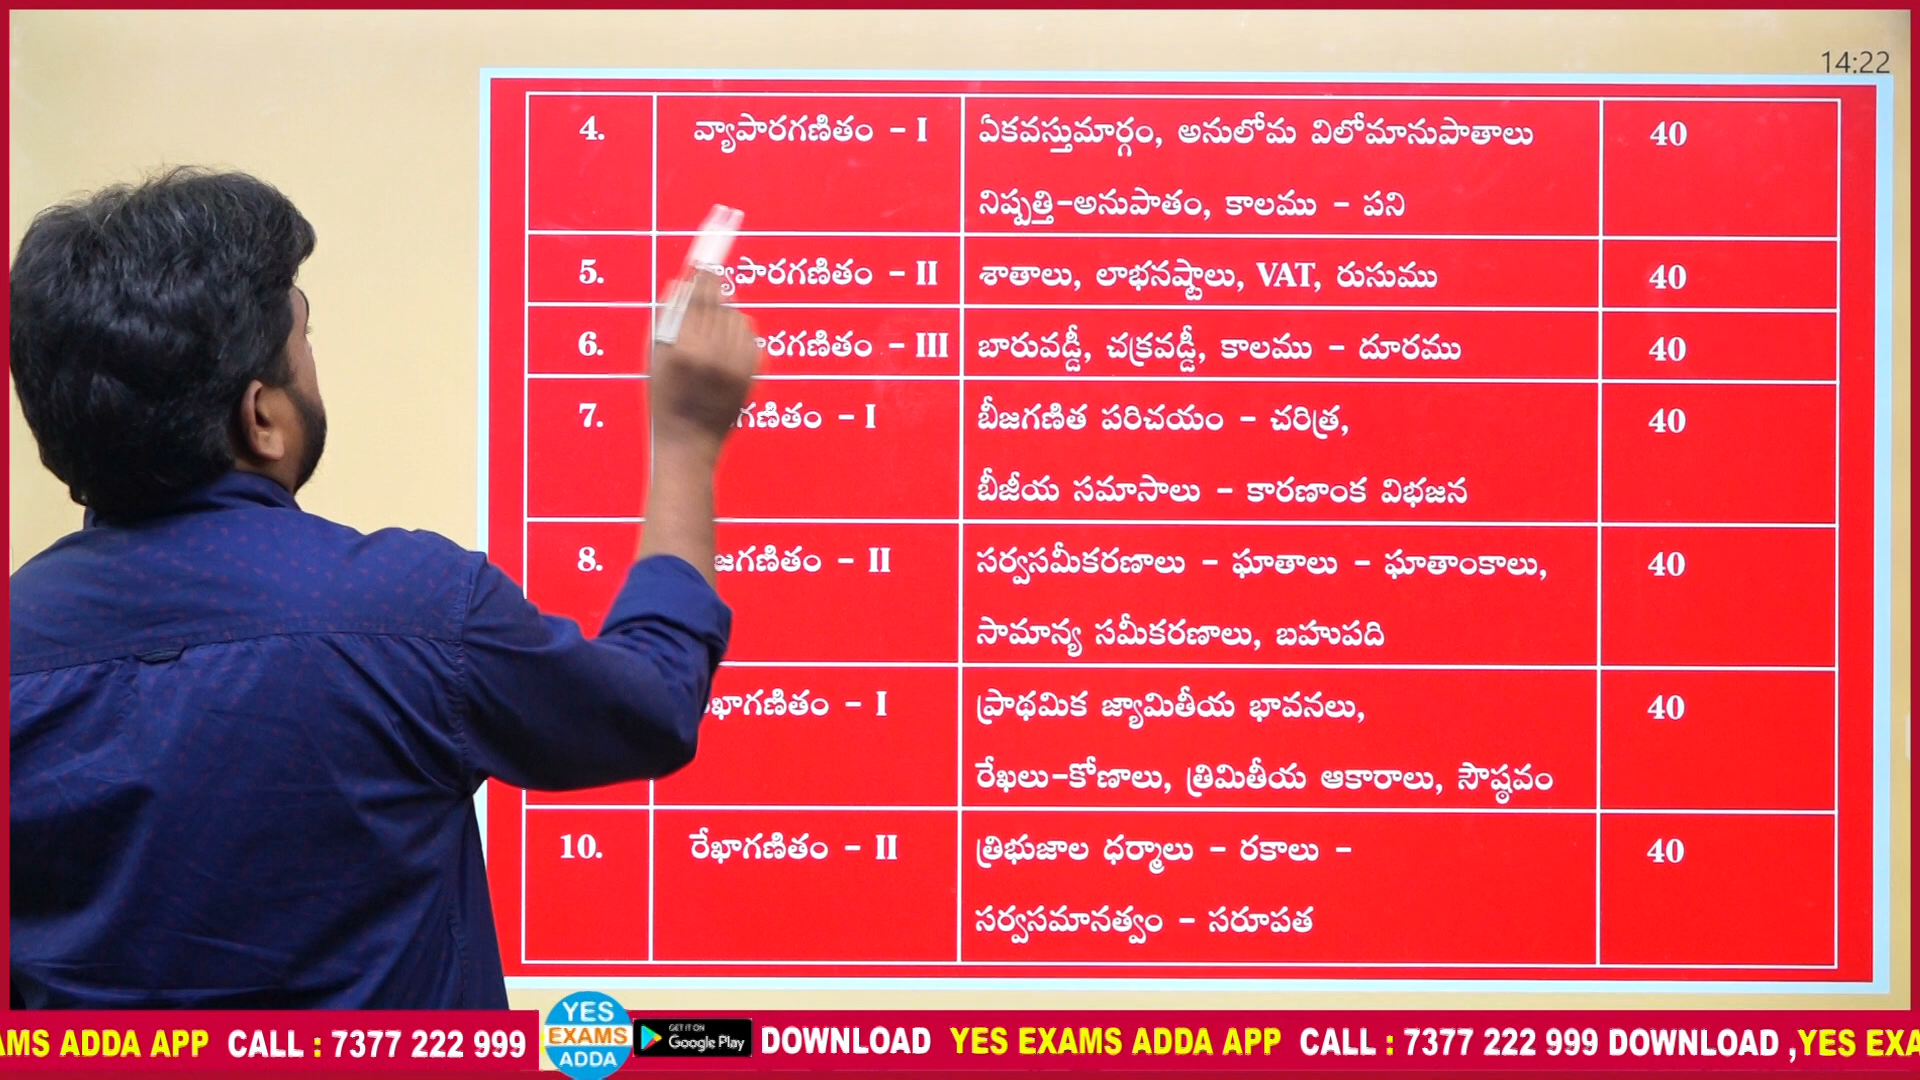 14:22
4. వ్యాపారగణితం - I ఏకవస్తుమార్గం, అనులోమ విలోమానుపాతాలు 40
నిష్పత్తి-అనుపాతం, కాలము - పని
5. వ్యాపారగణితం - II శాతాలు, లాభనష్టాలు, VAT, రుసుము 40
6. - III బారువడ్డీ, చక్రవడ్డీ, కాలము - దూరము 40
7. - I బీజగణిత పరిచయం - చరిత్ర, 40
బీజీయ సమాసాలు - కారణాంక విభజన
8. - II సర్వసమీకరణాలు - ఘాతాలు - ఘాతాంకాలు, 40
సామాన్య సమీకరణాలు, బహుపది
- I ప్రాథమిక జ్యామితీయ భావనలు, 40
రేఖలు-కోణాలు, త్రిమితీయ ఆకారాలు, సౌష్ఠవం
10. రేఖాగణితం - II త్రిభుజాల ధర్మాలు - రకాలు - 40
సర్వసమానత్వం - సరూపత
AMS ADDA APP CALL : 7377 222 999 YES EXAMS ADDA GET IT ON Google Play DOWNLOAD YES EXAMS ADDA APP CALL : 7377 222 999 DOWNLOAD ,YES EXA